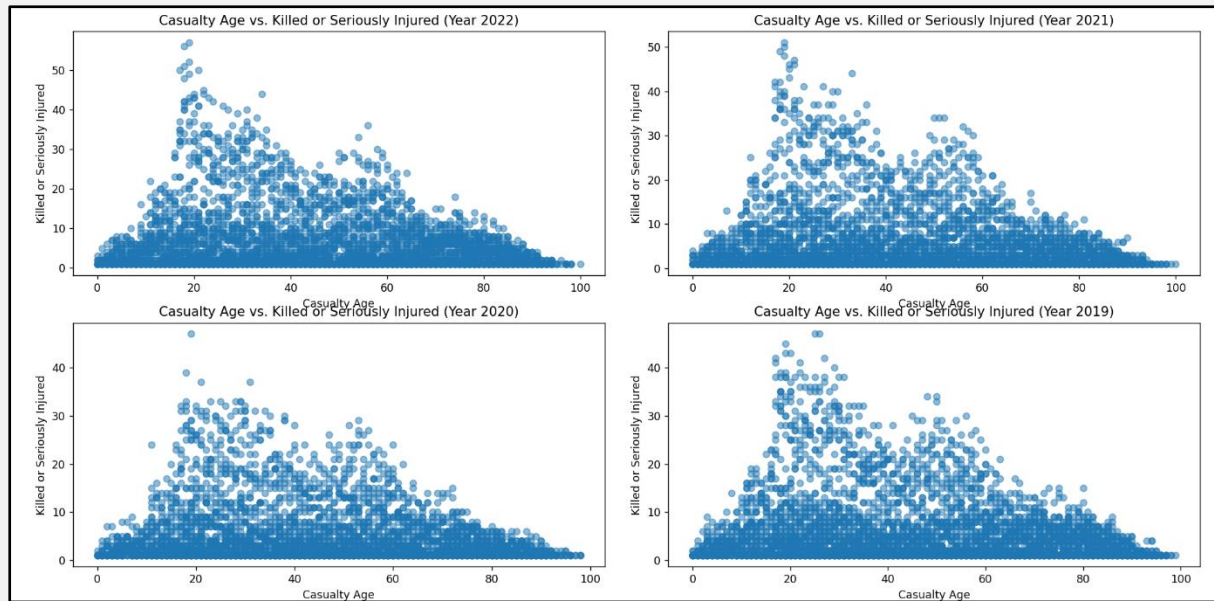 Casualty Age vs. Killed or Seriously Injured (Year 2022)
Killed or Seriously Injured
50
40
30
20
10
0
0 20 40 60 80 100
Casualty Age
Casualty Age vs. Killed or Seriously Injured (Year 2021)
Killed or Seriously Injured
50
40
30
20
10
0
0 20 40 60 80 100
Casualty Age
Casualty Age vs. Killed or Seriously Injured (Year 2020)
Killed or Seriously Injured
40
30
20
10
0
0 20 40 60 80 100
Casualty Age
Casualty Age vs. Killed or Seriously Injured (Year 2019)
Killed or Seriously Injured
40
30
20
10
0
0 20 40 60 80 100
Casualty Age